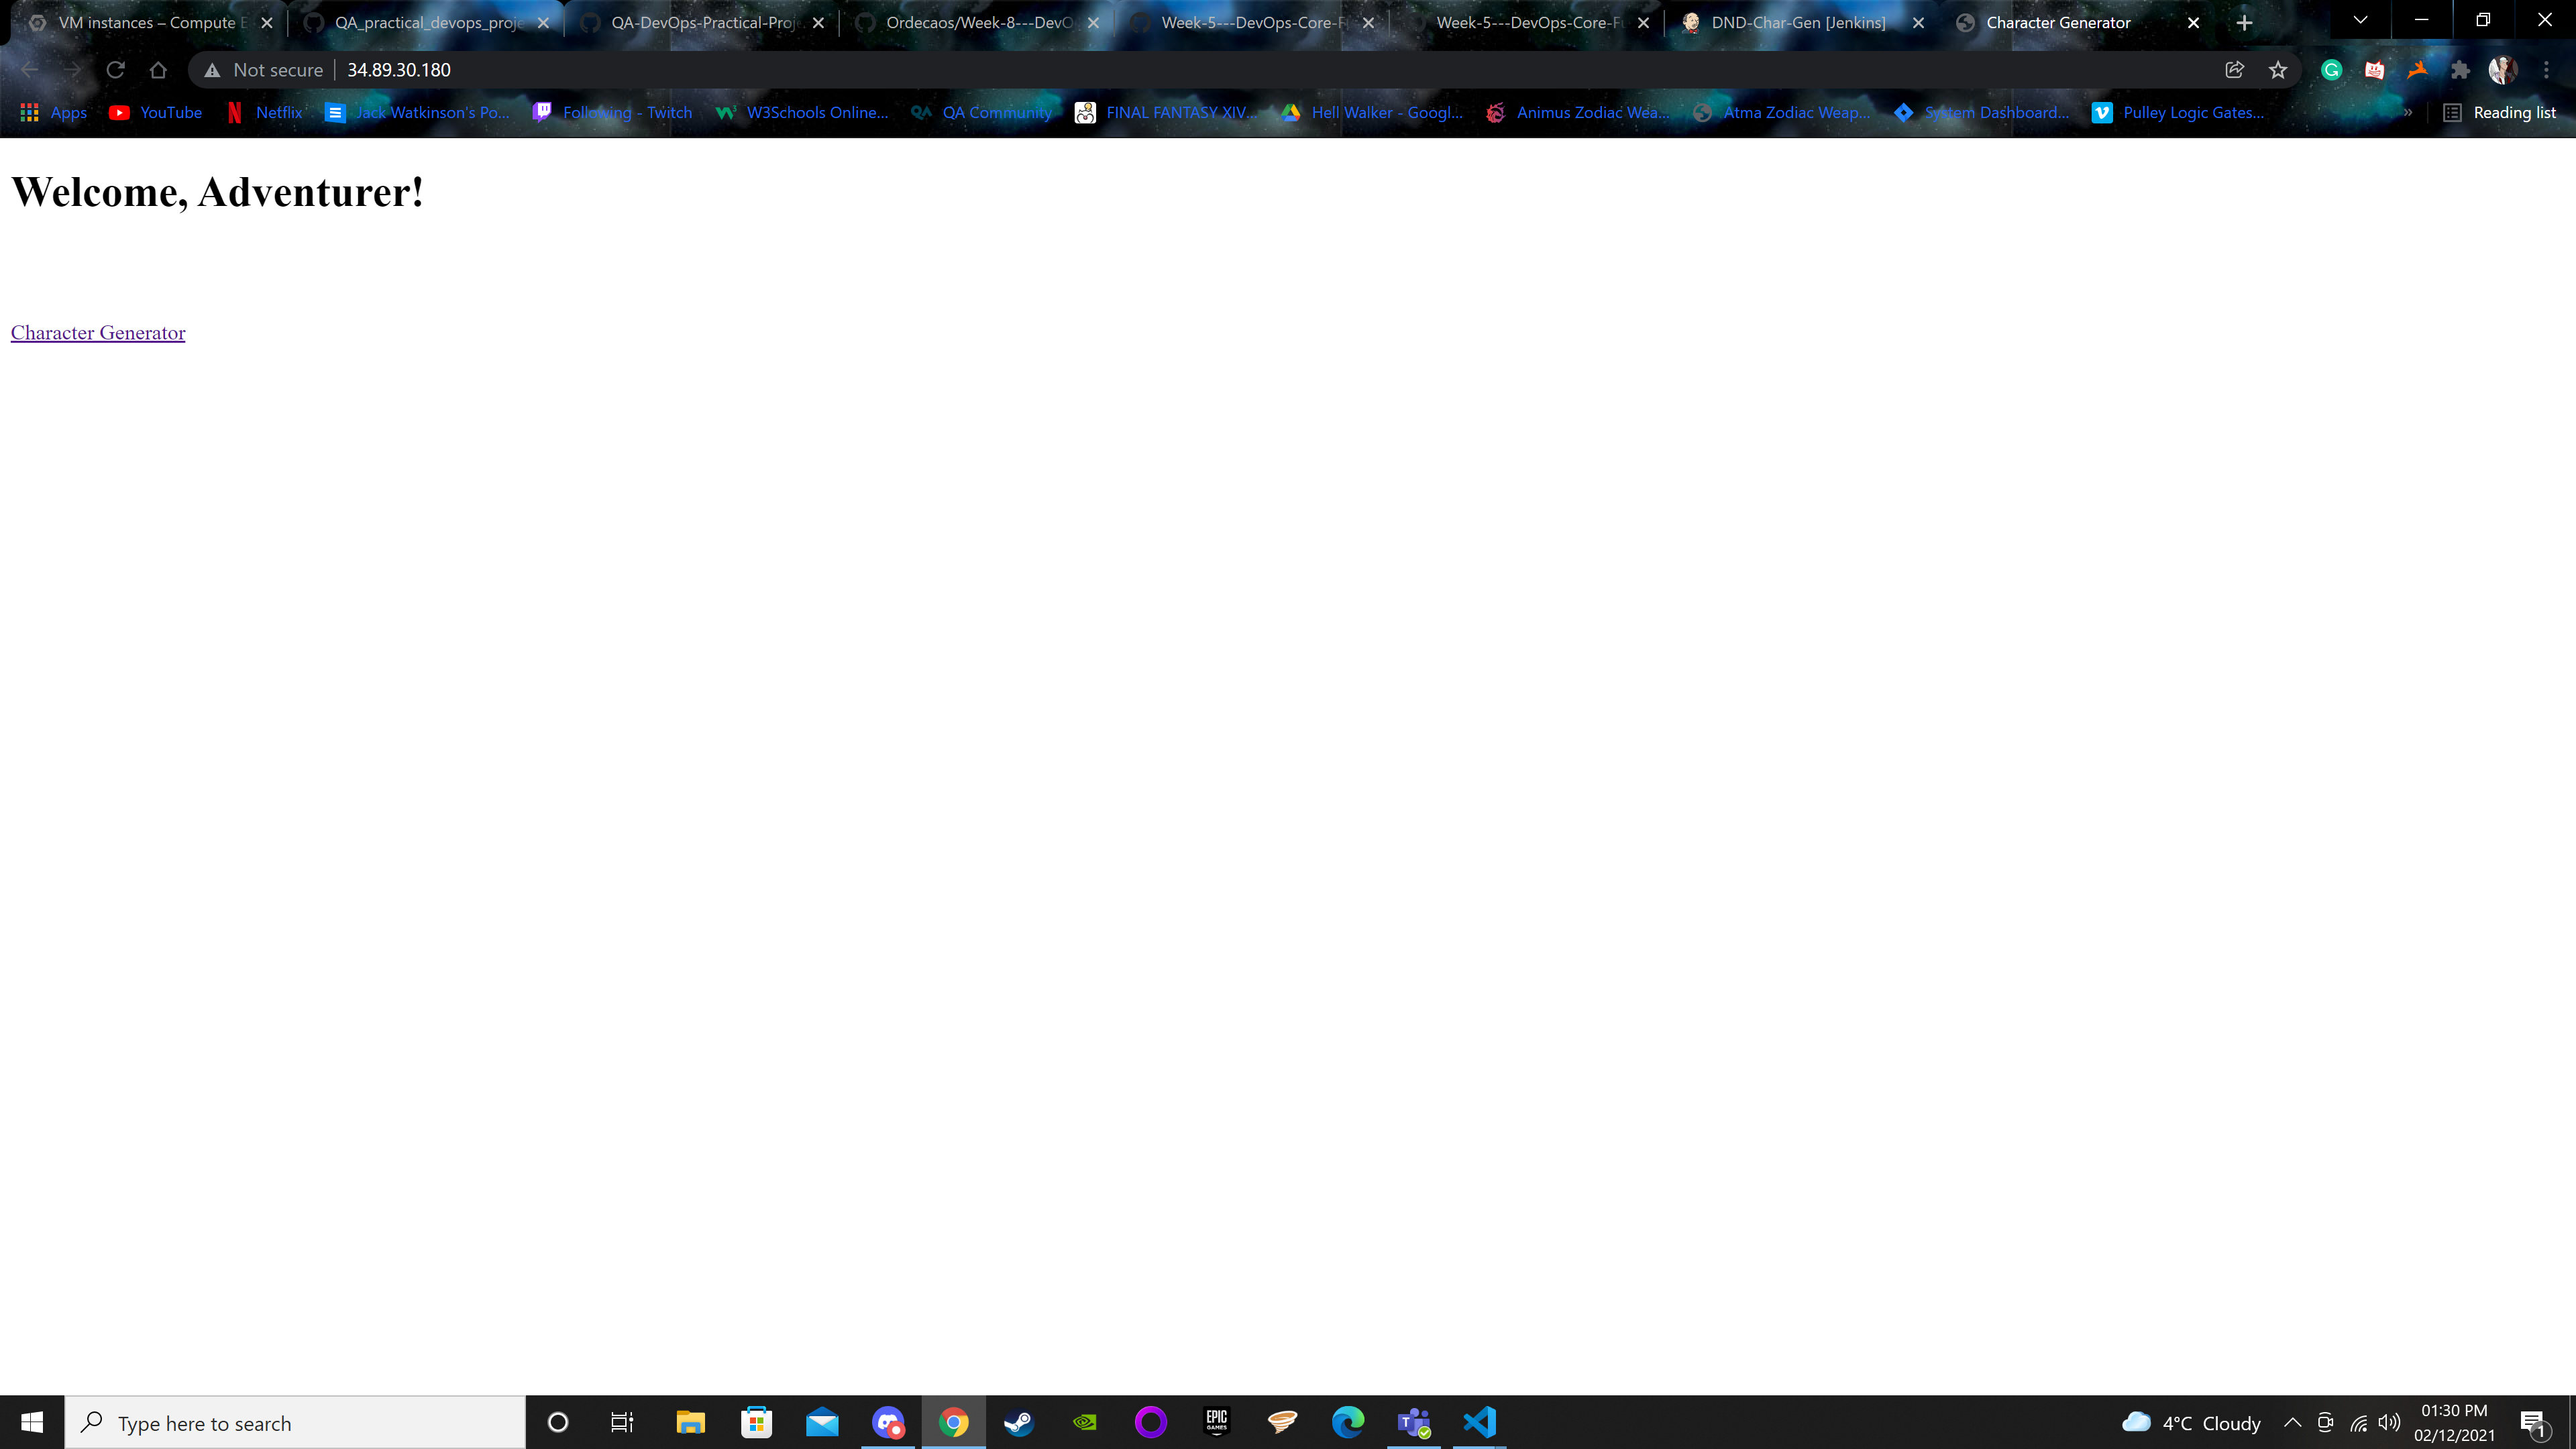 VM instances – Compute E
QA_practical_devops_proje
QA-DevOps-Practical-Proj
Ordecaos/Week-8---DevO
Week-5---DevOps-Core-F
Week-5---DevOps-Core-Fu
DND-Char-Gen [Jenkins]
Character Generator
Not secure
34.89.30.180
Apps
YouTube
Netflix
Jack Watkinson's Po...
Following - Twitch
W3Schools Online...
QA Community
FINAL FANTASY XIV...
Hell Walker - Googl...
Animus Zodiac Wea...
Atma Zodiac Weap...
System Dashboard...
Pulley Logic Gates...
»
Reading list
Welcome, Adventurer!
Character Generator
Type here to search
EPIC
GAMES
4°C Cloudy
01:30 PM
02/12/2021
1